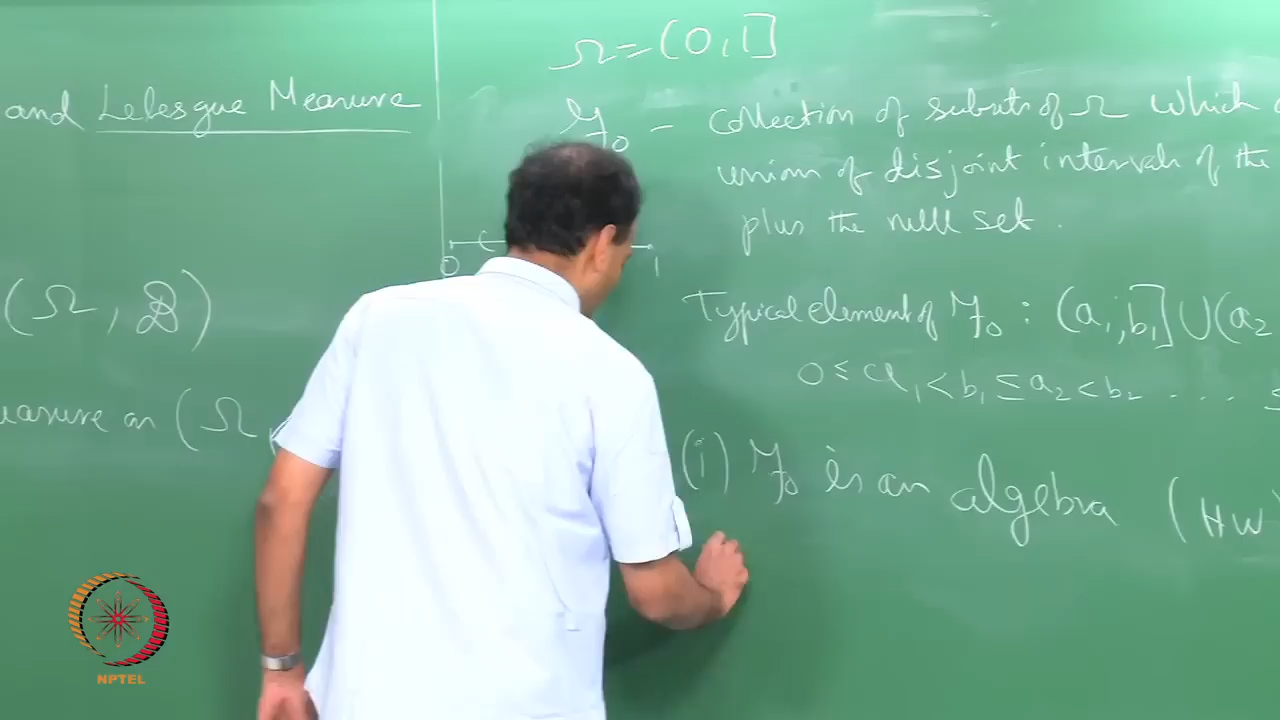 and Lebesgue Measure
(Ω, ℬ)
measure on (Ω,
Ω = (0,1]
ℱ₀ - collection of subsets of Ω which
union of disjoint intervals of the
plus the null set.
0 ( 1
Typical element of ℱ₀ : (a₁,b₁] ∪ (a₂
0 ≤ a₁ < b₁ ≤ a₂ < b₂ .... ≤
(i) ℱ₀ is an algebra (HW)
NPTEL